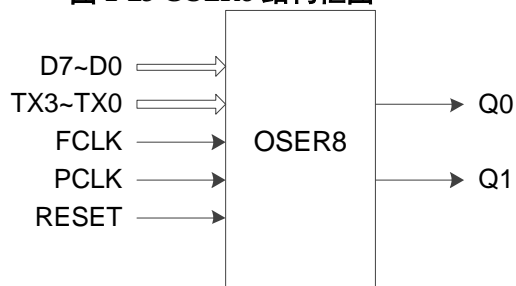 D7~D0
TX3~TX0
FCLK
PCLK
RESET
OSER8
Q0
Q1